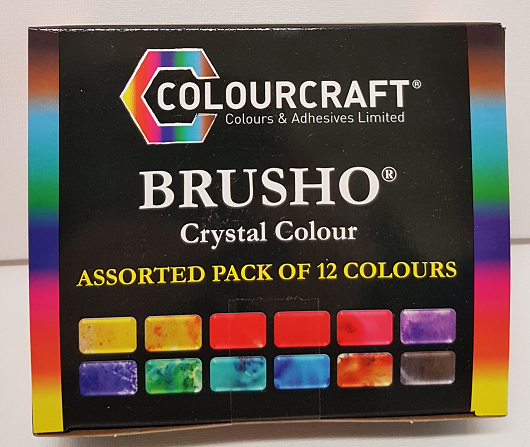 COLOURCRAFT®
Colours & Adhesives Limited
BRUSHO®
Crystal Colour
ASSORTED PACK OF 12 COLOURS